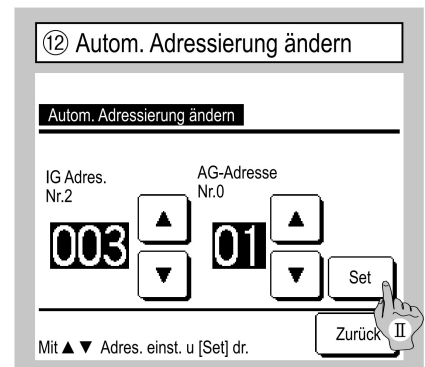 ⑫ Autom. Adressierung ändern
Autom. Adressierung ändern
IG Adres.
Nr.2
AG-Adresse
Nr.0
003 ▲ ▼
01 ▲ ▼
Set
Zurück
II
Mit ▲ ▼ Adres. einst. u [Set] dr.